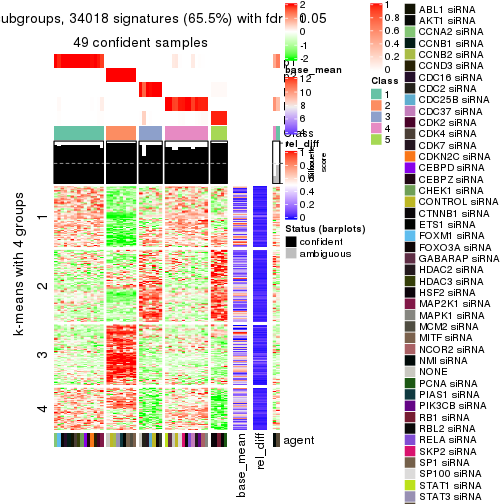 ubgroups, 34018 signatures (65.5%) with fdr 0.05
49 confident samples
k-means with 4 groups
1
2
3
4
base_mean
rel_diff
agent
2
1
0
-1
-2
base_mean
12
10
8
6
4
rel_diff
1
0.8
0.6
0.4
0.2
0
Silhouette
score
Status (barplots)
confident
ambiguous
1
0.8
0.6
0.4
0.2
0
Class
1
2
3
4
5
ABL1 siRNA
AKT1 siRNA
CCNA2 siRNA
CCNB1 siRNA
CCNB2 siRNA
CCND3 siRNA
CDC16 siRNA
CDC2 siRNA
CDC25B siRNA
CDC37 siRNA
CDK2 siRNA
CDK4 siRNA
CDK7 siRNA
CDKN2C siRNA
CEBPD siRNA
CEBPZ siRNA
CHEK1 siRNA
CONTROL siRNA
CTNNB1 siRNA
ETS1 siRNA
FOXM1 siRNA
FOXO3A siRNA
GABARAP siRNA
HDAC2 siRNA
HDAC3 siRNA
HSF2 siRNA
MAP2K1 siRNA
MAPK1 siRNA
MCM2 siRNA
MITF siRNA
NCOR2 siRNA
NMI siRNA
NONE
PCNA siRNA
PIAS1 siRNA
PIK3CB siRNA
RB1 siRNA
RBL2 siRNA
RELA siRNA
SKP2 siRNA
SP1 siRNA
SP100 siRNA
STAT1 siRNA
STAT3 siRNA